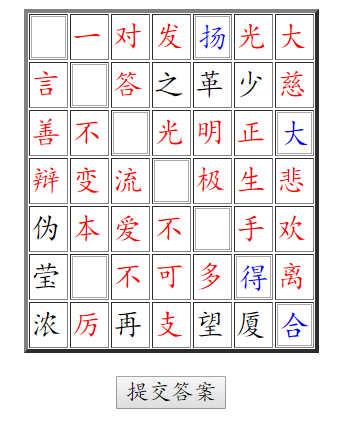 一对发扬光大
言答之革少慈
善不光明正大
辩变流极生悲
伪本爱不手欢
莹不可多得离
浓厉再支望厦合
提交答案